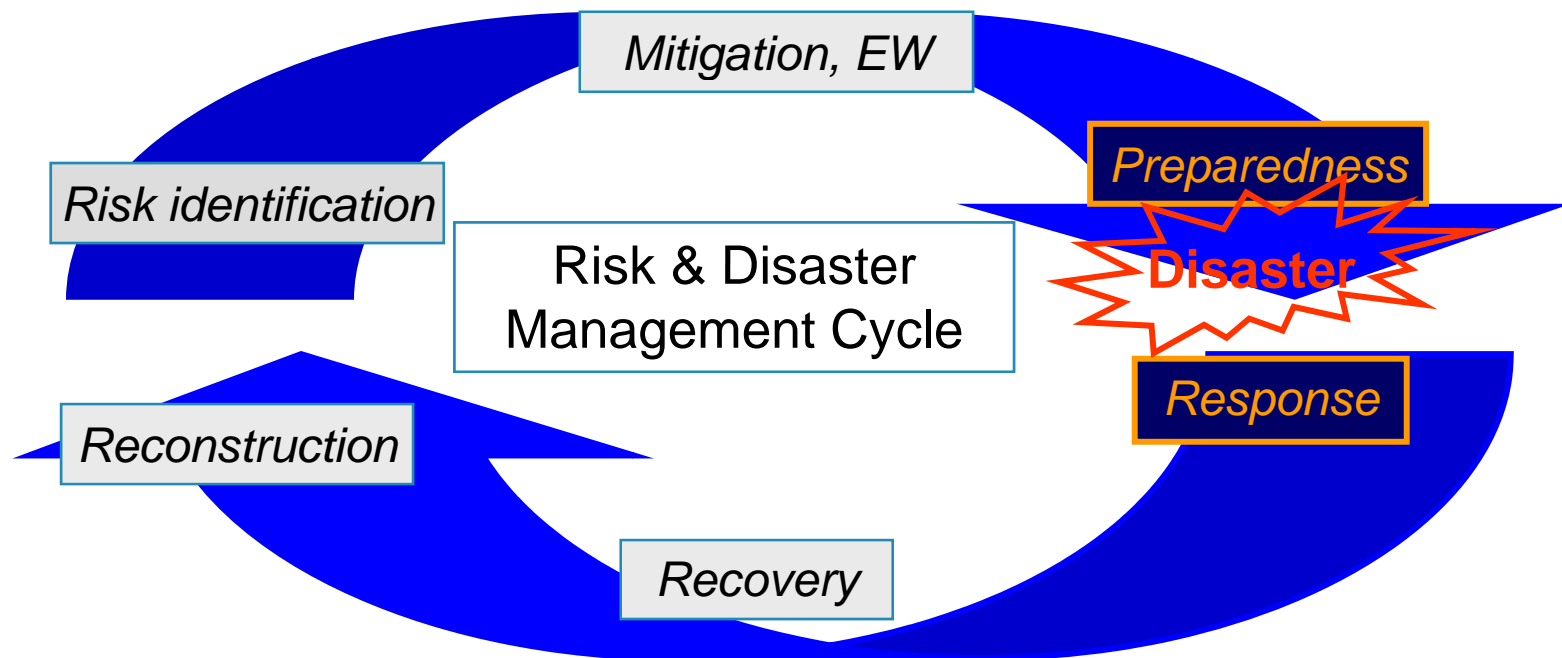 Mitigation, EW
Preparedness
Risk identification
Disaster
Risk & Disaster
Management Cycle
Response
Reconstruction
Recovery